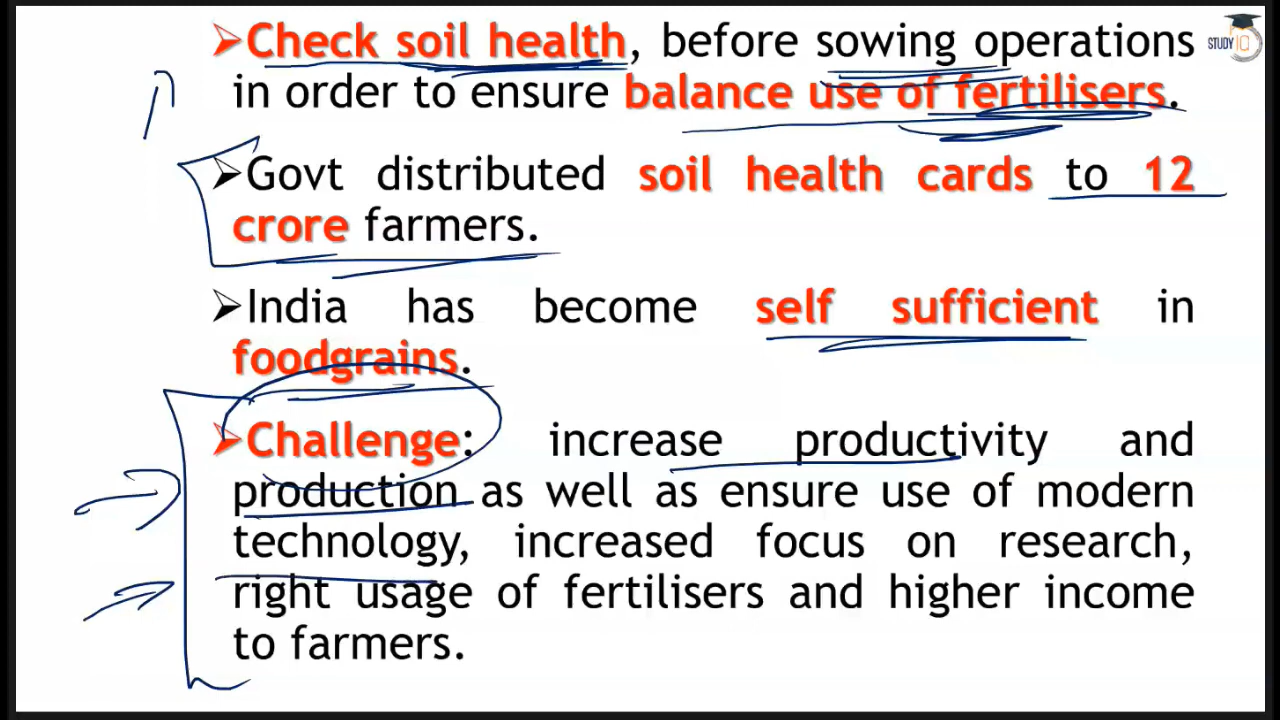 ➢Check soil health, before sowing operations
in order to ensure balance use of fertilisers.
➢Govt distributed soil health cards to 12
crore farmers.
➢India has become self sufficient in
foodgrains.
➢Challenge: increase productivity and
production as well as ensure use of modern
technology, increased focus on research,
right usage of fertilisers and higher income
to farmers.
STUDY IQ